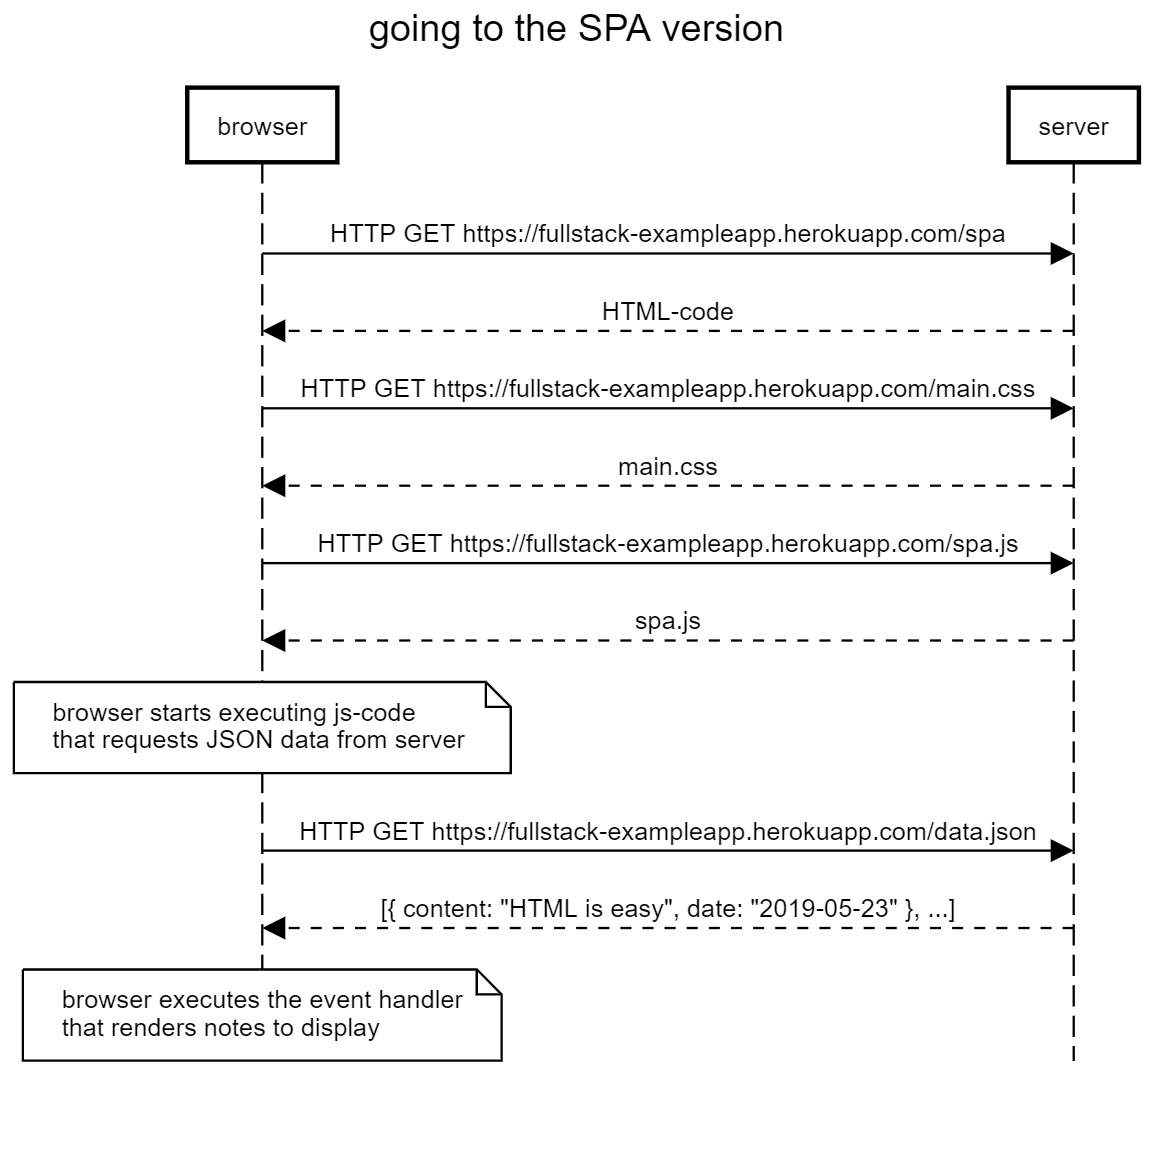 going to the SPA version
browser
server
HTTP GET https://fullstack-exampleapp.herokuapp.com/spa
HTML-code
HTTP GET https://fullstack-exampleapp.herokuapp.com/main.css
main.css
HTTP GET https://fullstack-exampleapp.herokuapp.com/spa.js
spa.js
browser starts executing js-code
that requests JSON data from server
HTTP GET https://fullstack-exampleapp.herokuapp.com/data.json
[{ content: "HTML is easy", date: "2019-05-23" }, ...]
browser executes the event handler
that renders notes to display